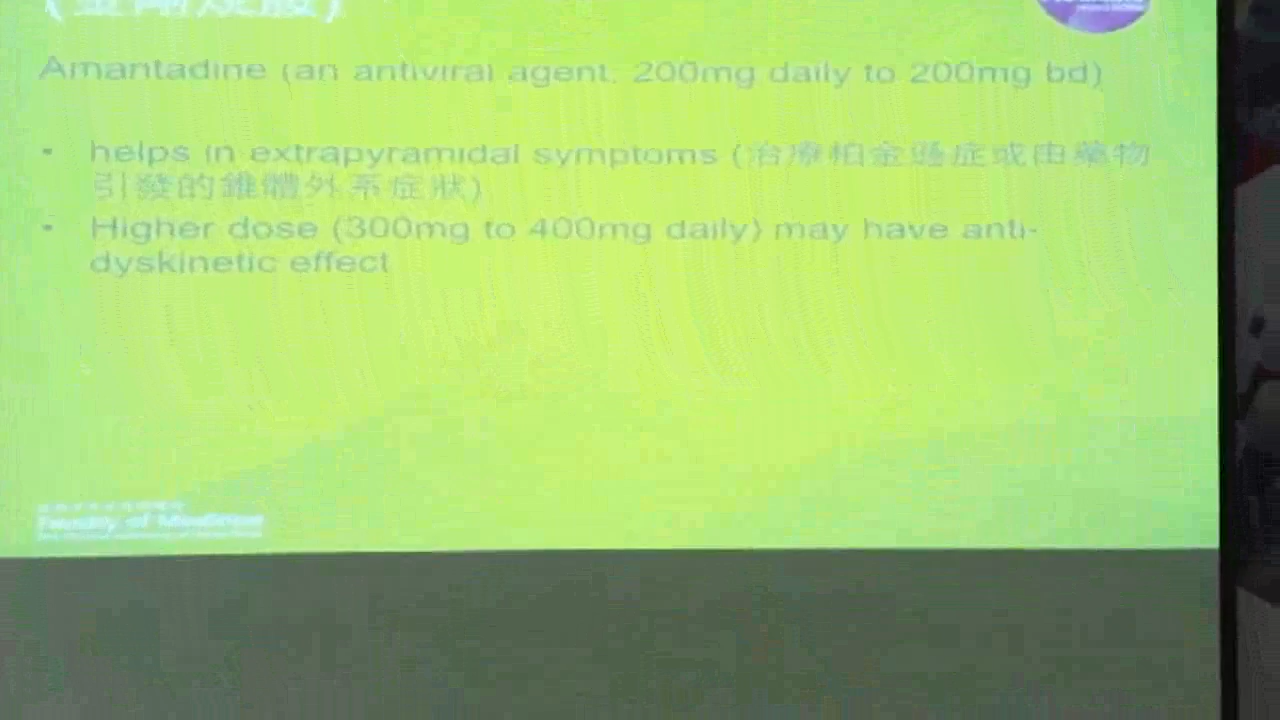 Amantadine (an antiviral agent: 200mg daily to 200mg bd)
• helps in extrapyramidal symptoms (治療柏金遜症或由藥物
引發的錐體外系症狀)
• Higher dose (300mg to 400mg daily) may have anti-
dyskinetic effect
Faculty of Medicine